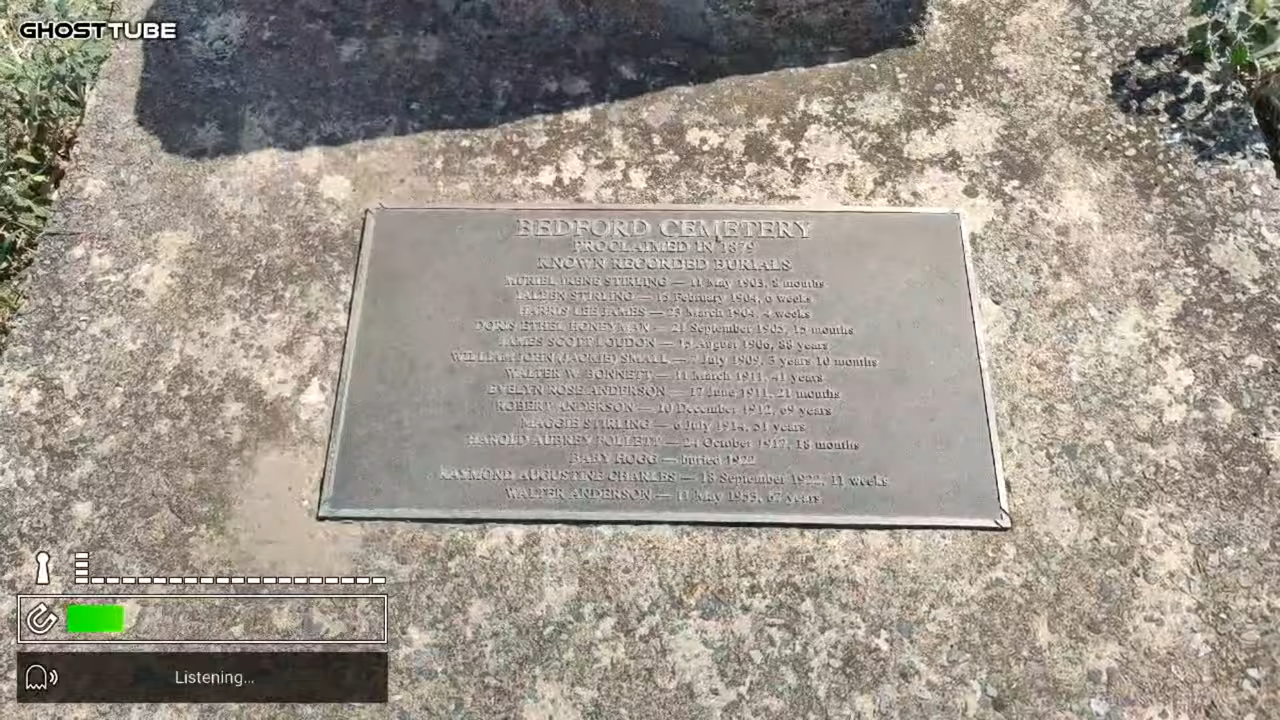 GHOSTTUBE
BEDFORD CEMETERY
PROCLAIMED IN 1879
KNOWN RECORDED BURIALS
MURIEL IRENE STIRLING — 11 May 1903, 8 months
WALTER STIRLING — 15 February 1904, 6 weeks
HARRIS LEE JAMES — 23 March 1904, 4 weeks
DORIS ETHEL HONEYMAN — 21 September 1905, 15 months
JAMES SCOTT LOUDON — 15 August 1906, 88 years
WILLIAM JOHN (JACKIE) SMALL — 7 July 1909, 3 years 10 months
WALTER W. BONNETT — 11 March 1911, 41 years
EVELYN ROSE ANDERSON — 17 June 1911, 21 months
ROBERT ANDERSON — 10 December 1912, 69 years
MAGGIE STIRLING — 6 July 1914, 51 years
HAROLD AUBREY FOLLETT — 24 October 1917, 18 months
BABY HOGG — buried 1922
RAYMOND AUGUSTINE CHARLES — 18 September 1922, 11 weeks
WALTER ANDERSON — 11 May 1955, 67 years
Listening...